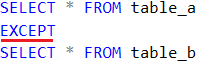 SELECT * FROM table_a
EXCEPT
SELECT * FROM table_b